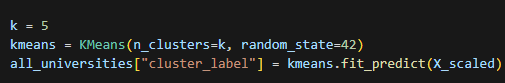 k = 5
kmeans = KMeans(n_clusters=k, random_state=42)
all_universities["cluster_label"] = kmeans.fit_predict(X_scaled)